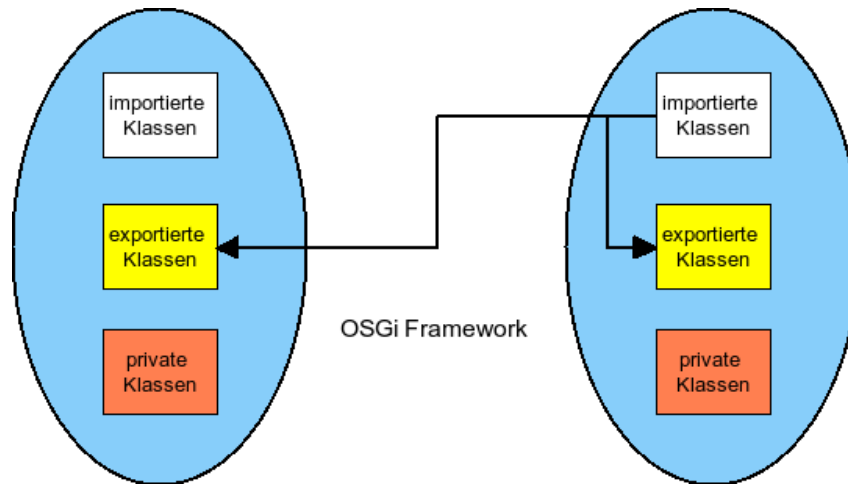 importierte
Klassen
exportierte
Klassen
private
Klassen
OSGi Framework
importierte
Klassen
exportierte
Klassen
private
Klassen